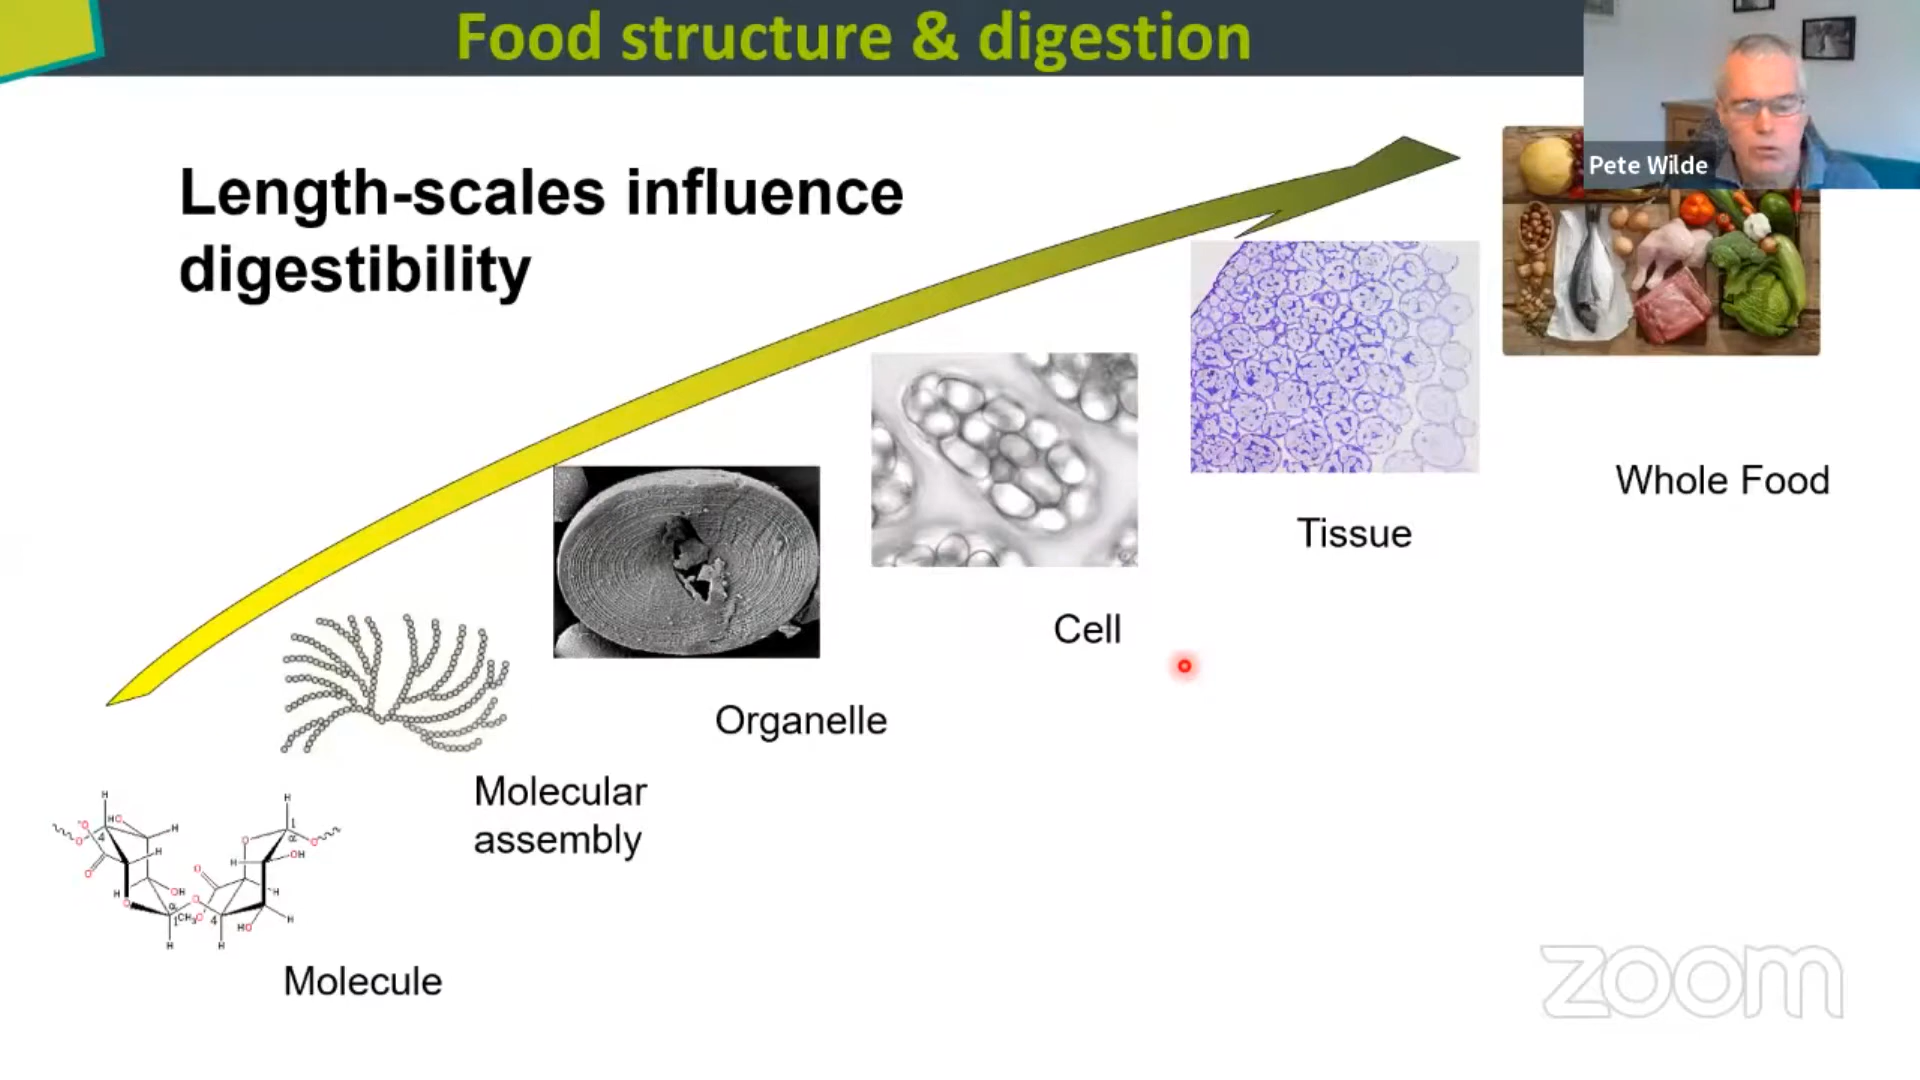 Food structure & digestion
Pete Wilde
Length-scales influence
digestibility
Whole Food
Tissue
Cell
Organelle
Molecular
assembly
Molecule
zoom